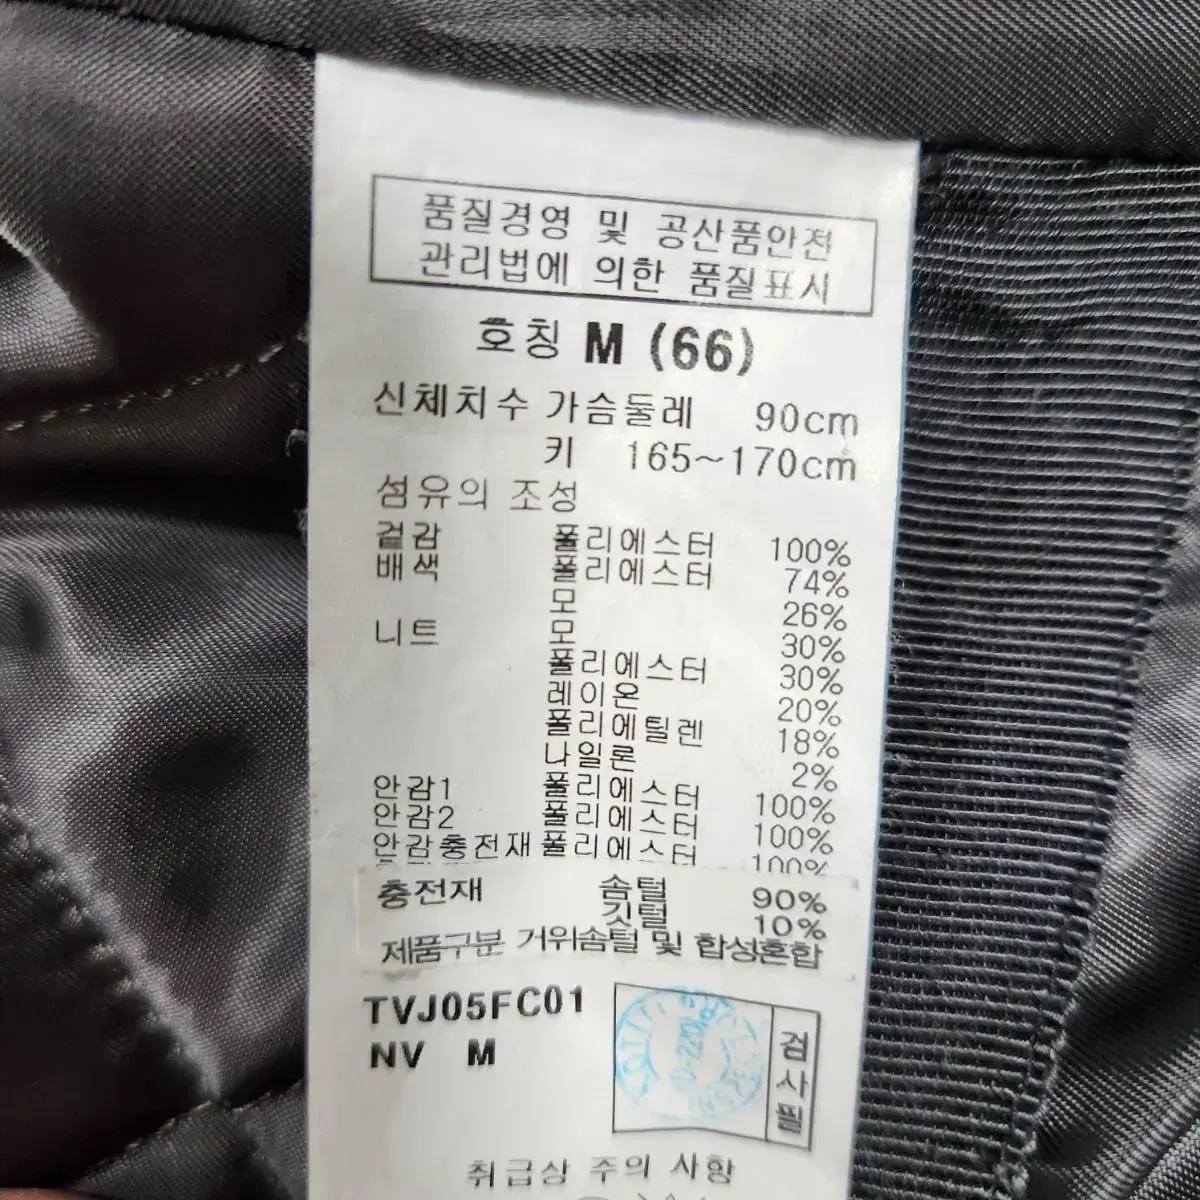 품질경영 및 공산품안전
관리법에 의한 품질표시
호칭 M (66)
신체치수 가슴둘레 90cm
키 165~170cm
섬유의 조성
겉감 폴리에스터 100%
배색 폴리에스터 74%
모 26%
니트 모 30%
폴리에스터 30%
레이온 20%
폴리에틸렌 18%
나일론 2%
안감1 폴리에스터 100%
안감2 폴리에스터 100%
안감충전재 폴리에스터 100%
충전재 솜털 90%
깃털 10%
제품구분 거위솜털 및 합성혼합
TVJ05FC01
NV M
검사필
취급상 주의 사항